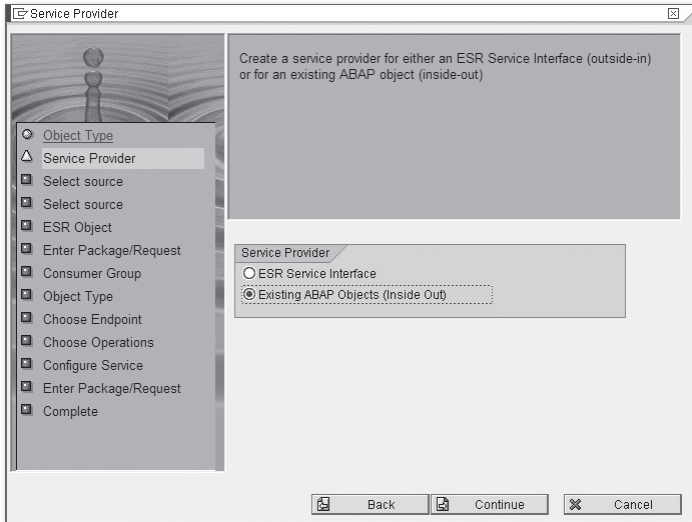 Service Provider
Create a service provider for either an ESR Service Interface (outside-in)
or for an existing ABAP object (inside-out)
Object Type
Service Provider
Select source
Select source
ESR Object
Enter Package/Request
Consumer Group
Object Type
Choose Endpoint
Choose Operations
Configure Service
Enter Package/Request
Complete
Service Provider
ESR Service Interface
Existing ABAP Objects (Inside Out)
Back Continue Cancel